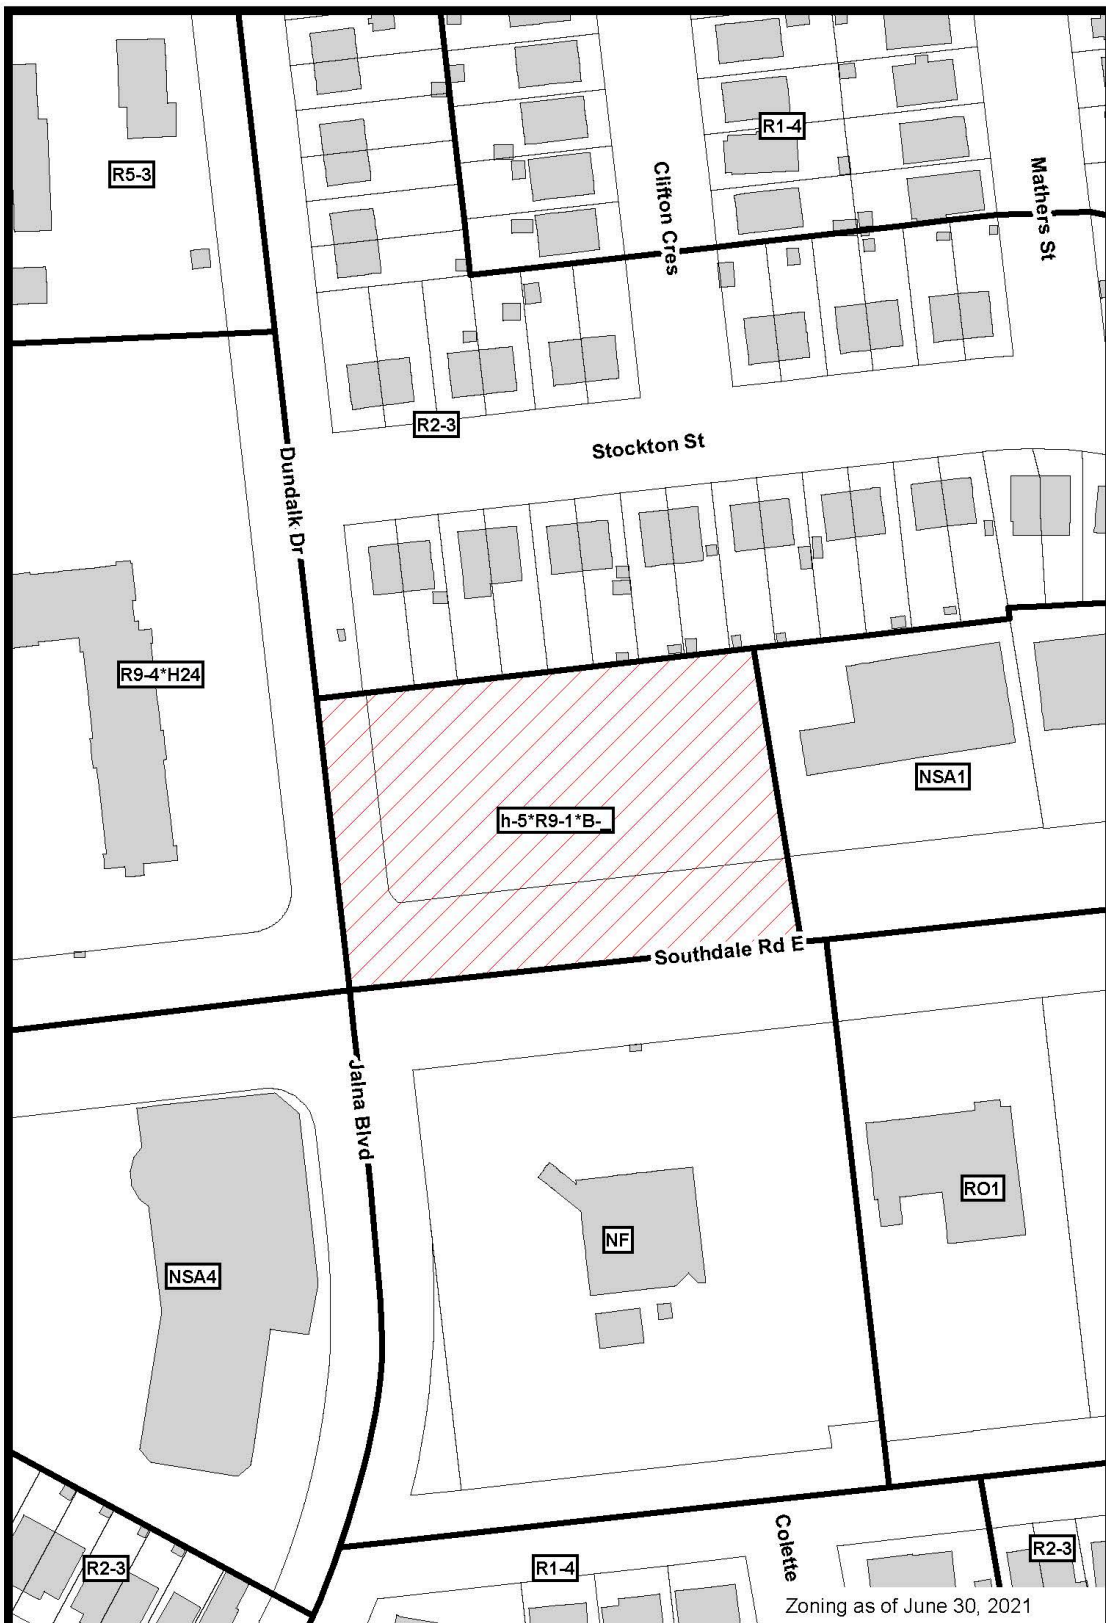 R1-4
R5-3
Clifton Cres
Mathers St
R2-3
Stockton St
Dundalk Dr
R9-4*H24
NSA1
h-5*R9-1*B-_
Southdale Rd E
Jalna Blvd
RO1
NF
NSA4
Colette
R2-3
R1-4
R2-3
Zoning as of June 30, 2021